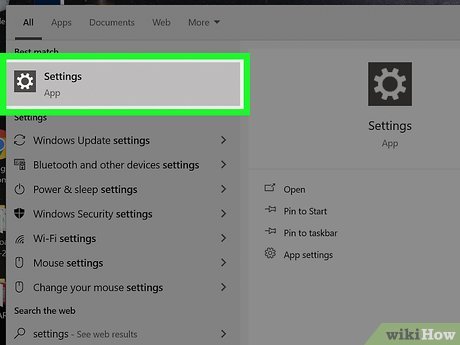 All Apps Documents Web More
Best match
Settings
App
Settings
Windows Update settings
Bluetooth and other devices settings
Power & sleep settings
Windows Security settings
Wi-Fi settings
Mouse settings
Change your mouse settings
Search the web
settings - See web results
Settings
App
Open
Pin to Start
Pin to taskbar
App settings
wikiHow